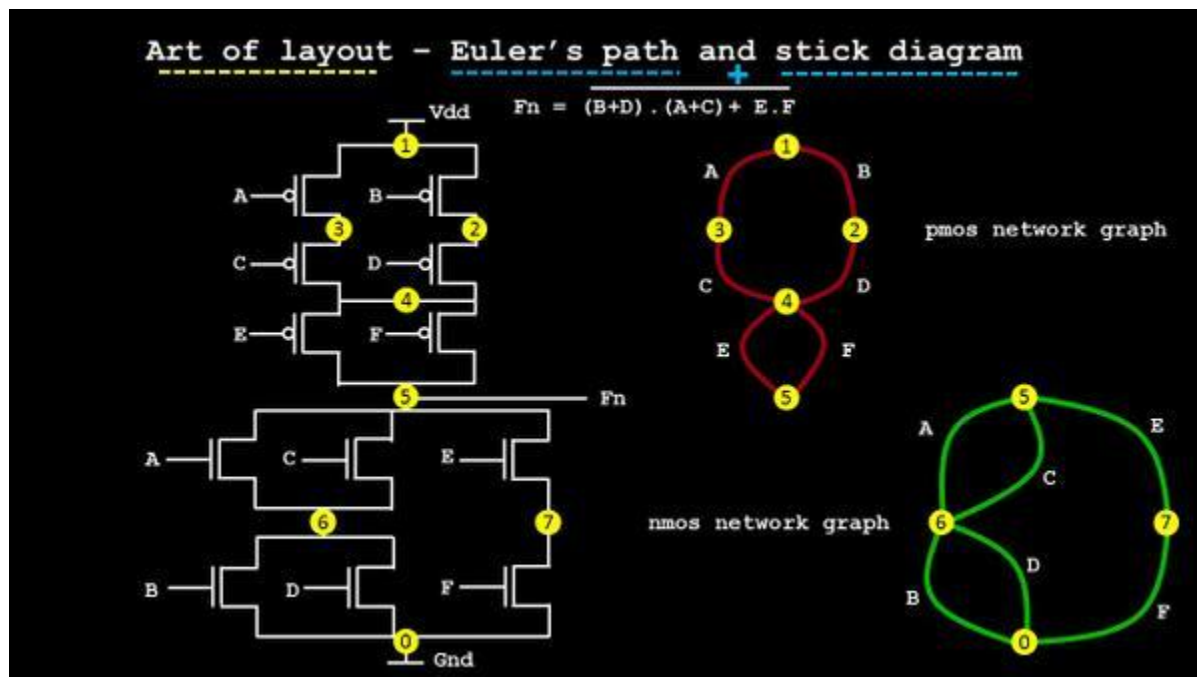 Art of layout – Euler's path and stick diagram
+
Fn = (B+D).(A+C)+ E.F
Vdd
1
A
B
3
2
C
D
4
E
F
5
Fn
A
C
E
6
7
B
D
F
0
Gnd
1
A
B
3
2
pmos network graph
C
D
4
E
F
5
5
A
E
C
nmos network graph
6
7
D
B
F
0